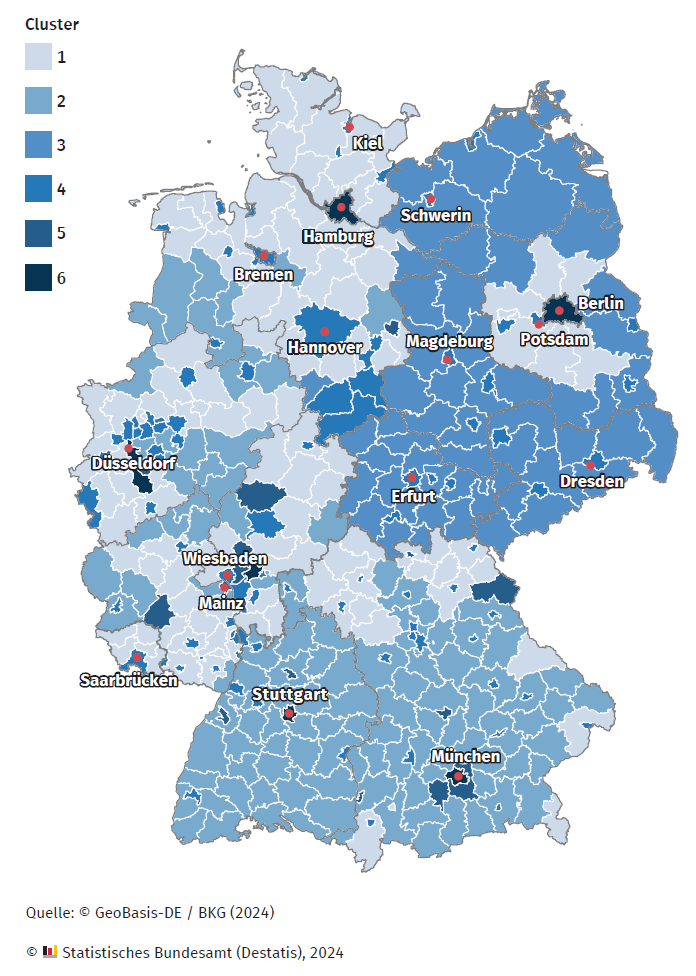 Cluster
1
2
3
4
5
6
Kiel
Schwerin
Hamburg
Bremen
Berlin
Potsdam
Hannover
Magdeburg
Düsseldorf
Dresden
Erfurt
Wiesbaden
Mainz
Saarbrücken
Stuttgart
München
Quelle: © GeoBasis-DE / BKG (2024)
© Statistisches Bundesamt (Destatis), 2024